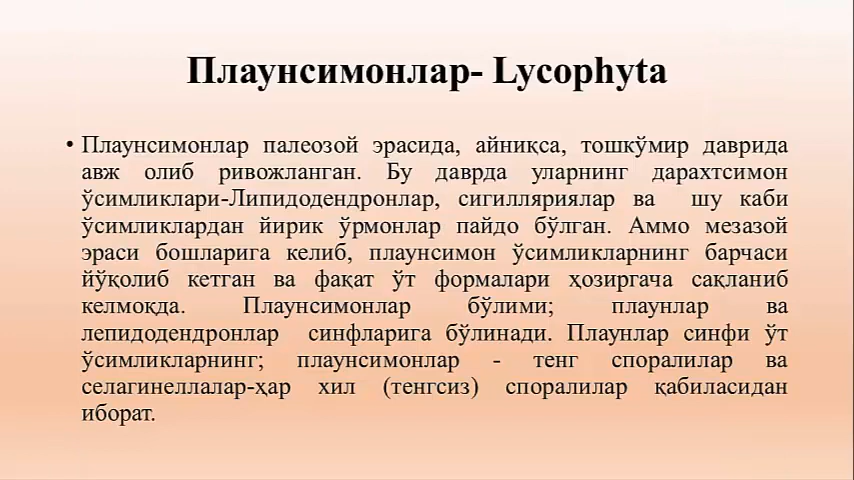 Плаунсимонлар- Lycophyta
• Плаунсимонлар палеозой эрасида, айниқса, тошкўмир даврида
авж олиб ривожланган. Бу даврда уларнинг дарахтсимон
ўсимликлари-Липидодендронлар, сигилляриялар ва шу каби
ўсимликлардан йирик ўрмонлар пайдо бўлган. Аммо мезазой
эраси бошларига келиб, плаунсимон ўсимликларнинг барчаси
йўқолиб кетган ва фақат ўт формалари ҳозиргача сақланиб
келмоқда. Плаунсимонлар бўлими; плаунлар ва
лепидодендронлар синфларига бўлинади. Плаунлар синфи ўт
ўсимликларнинг; плаунсимонлар - тенг споралилар ва
селагинеллалар-ҳар хил (тенгсиз) споралилар қабиласидан
иборат.